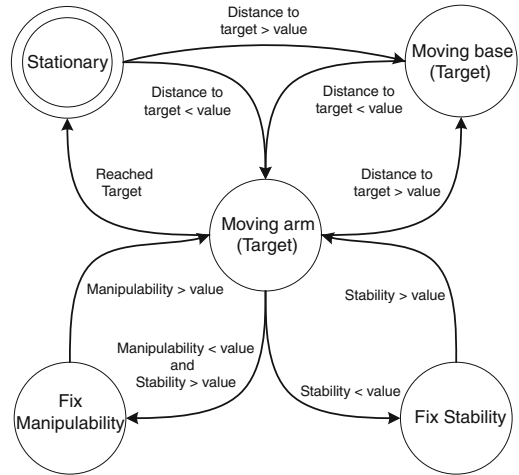 Distance to
target > value
Stationary
Moving base
(Target)
Distance to
target < value
Distance to
target < value
Reached
Target
Distance to
target > value
Moving arm
(Target)
Manipulability > value
Stability > value
Manipulability < value
and
Stability > value
Stability < value
Fix
Manipulability
Fix Stability